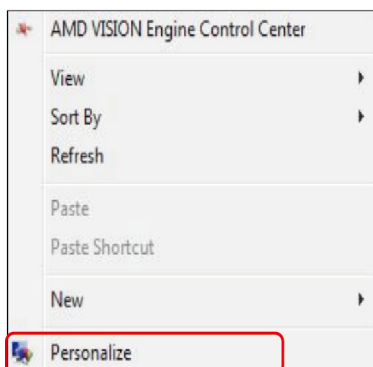 AMD VISION Engine Control Center
View
Sort By
Refresh
Paste
Paste Shortcut
New
Personalize